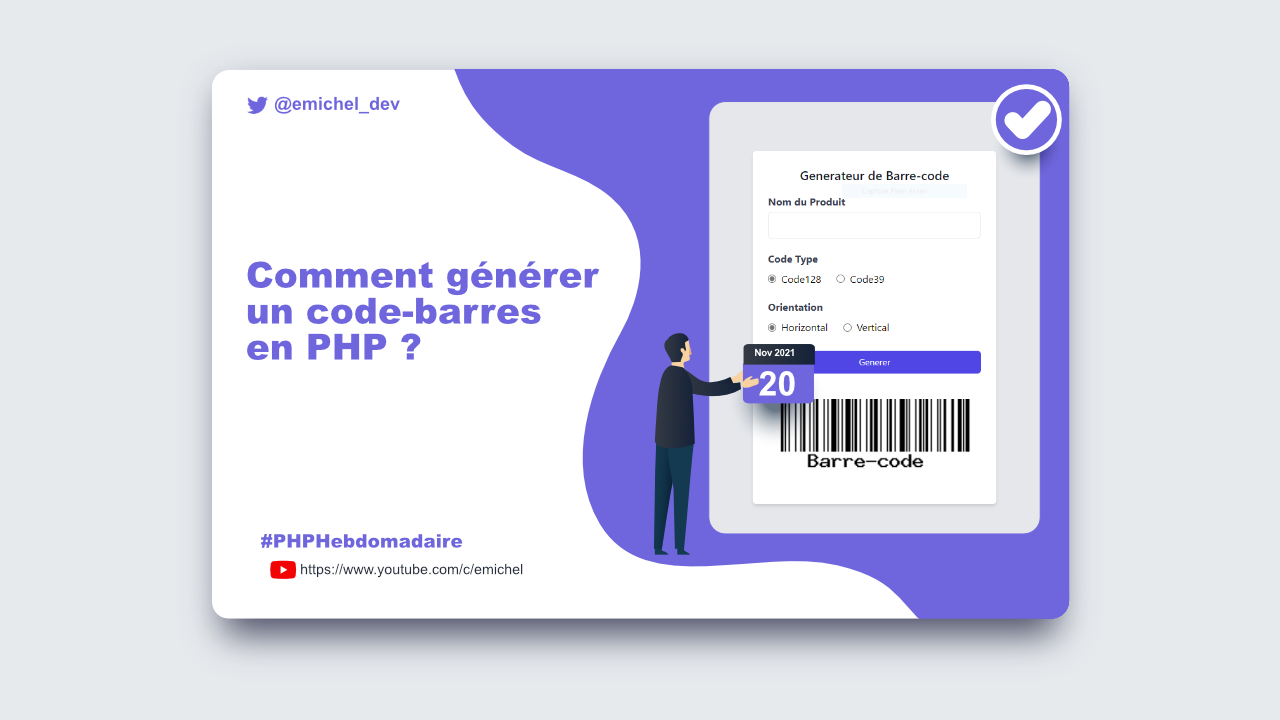 @emichel_dev
Comment générer
un code-barres
en PHP ?
#PHPHebdomadaire
https://www.youtube.com/c/emichel
Generateur de Barre-code
Nom du Produit
Code Type
Code128 Code39
Orientation
Horizontal Vertical
Nov 2021
20
Generer
Barre-code